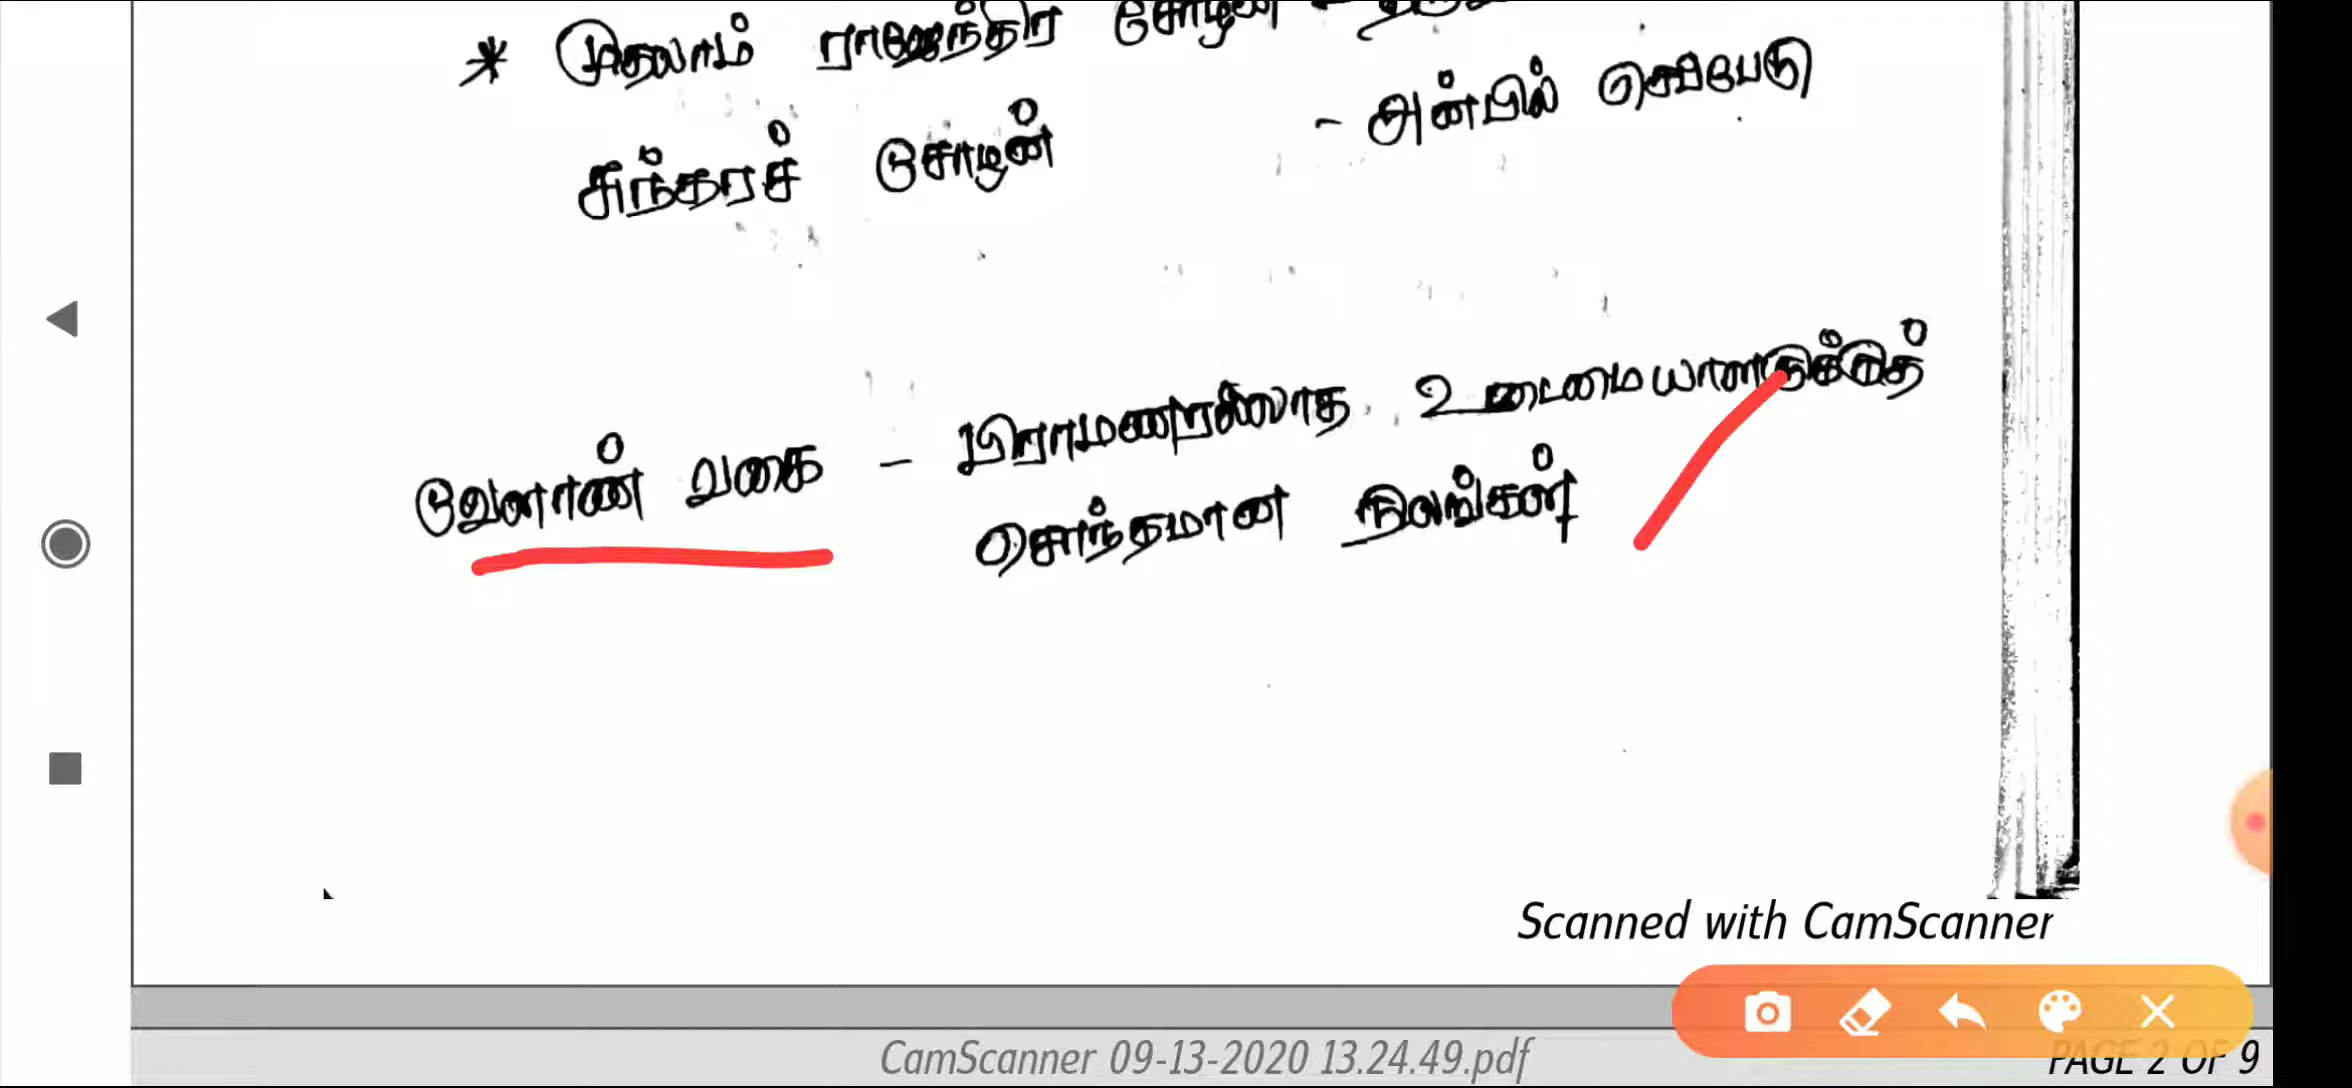 * முதலாம் ராஜேந்திர சோழன் -
சுந்தரச் சோழன் - அன்பில் செப்பேடு
வேளாண் வகை - பிராமணரல்லாத உடைமையாளருக்குத்
சொந்தமான நிலங்கள்
Scanned with CamScanner
CamScanner 09-13-2020 13.24.49.pdf
PAGE 2 OF 9